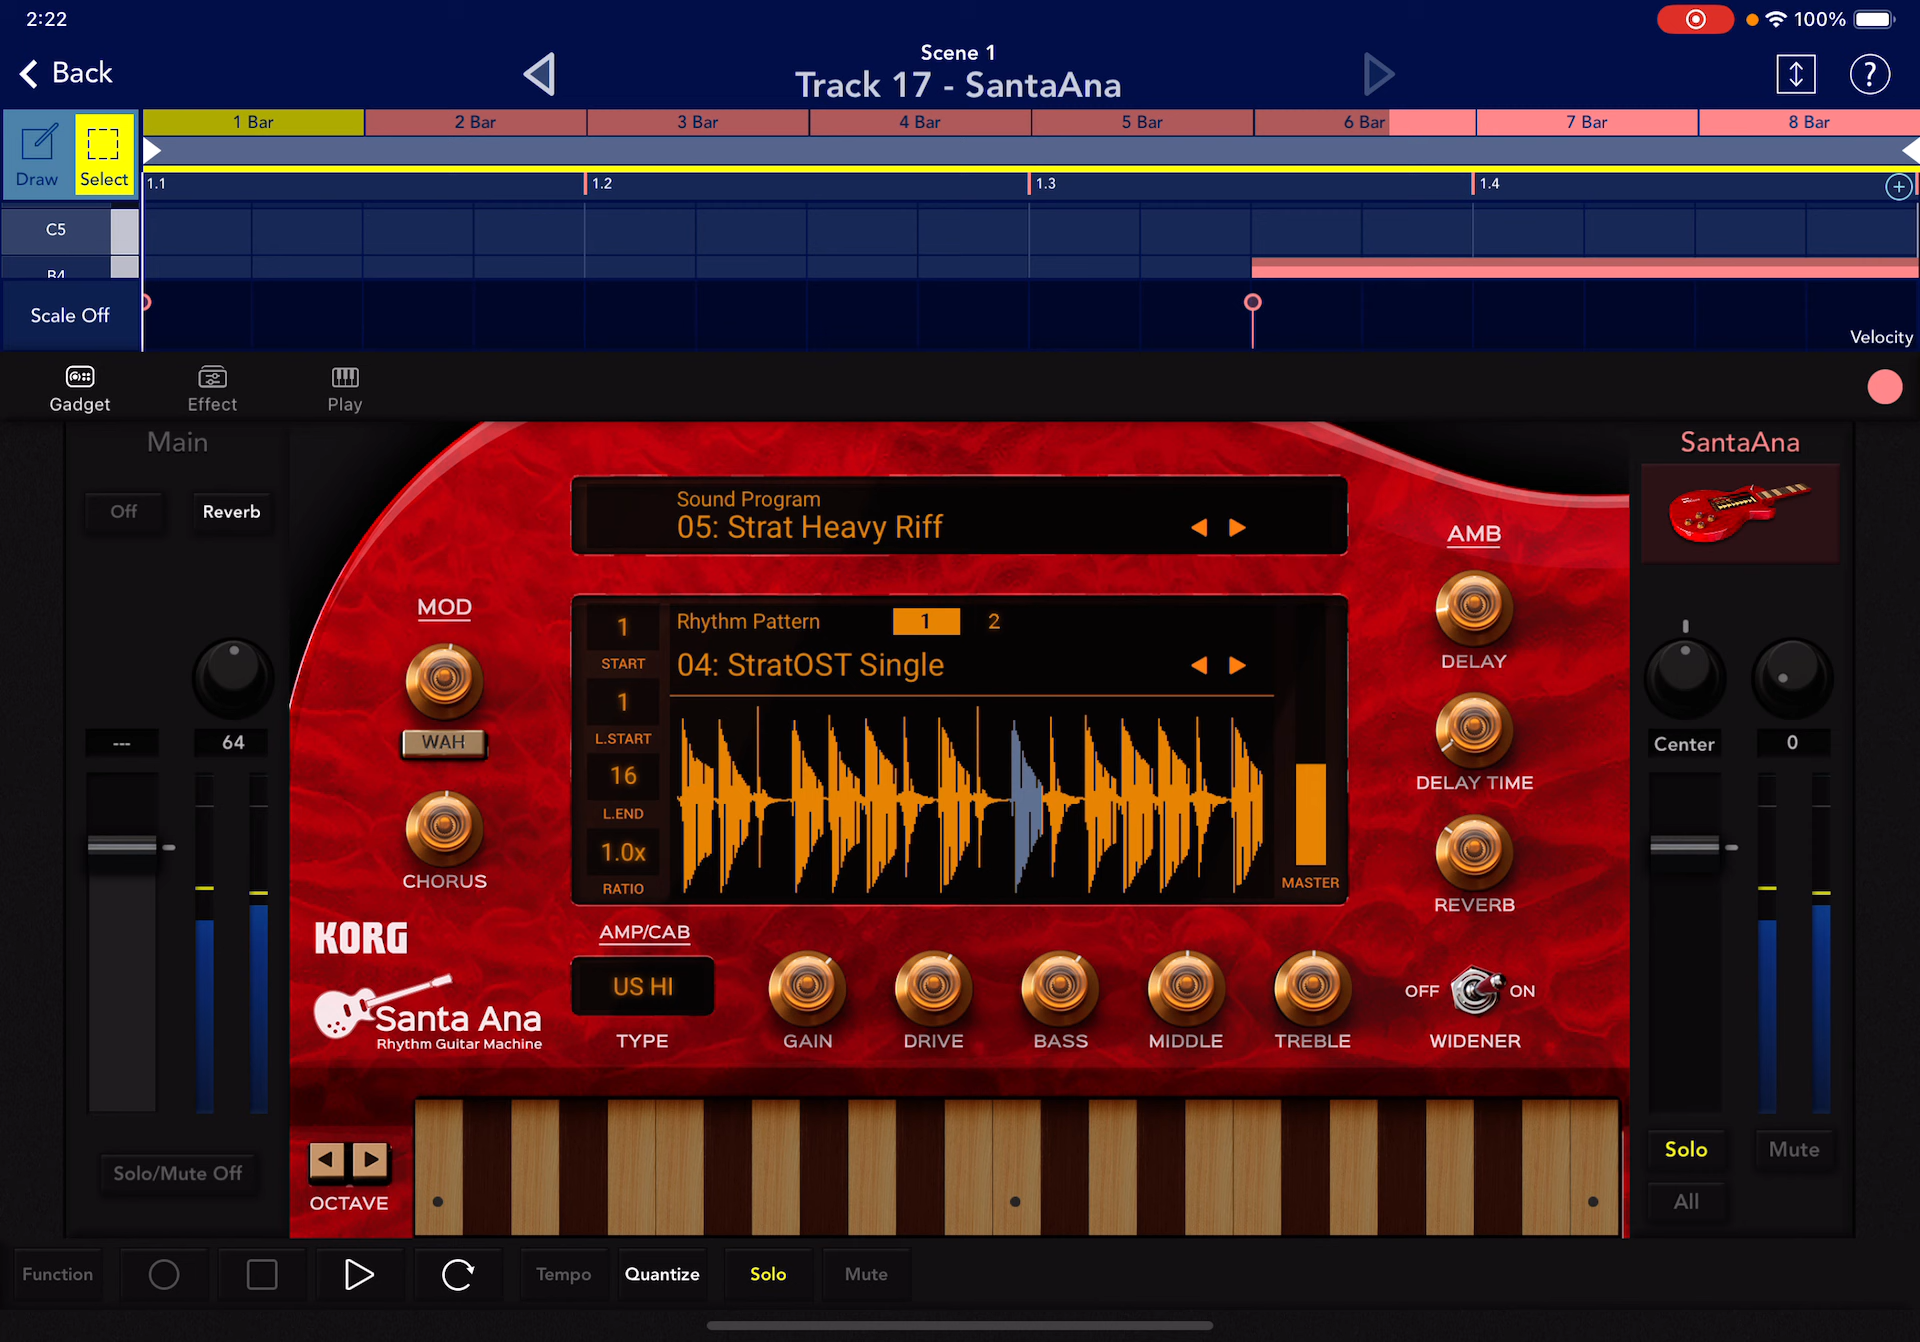 2:22
100%
Back
Scene 1
Track 17 - SantaAna
?
Draw
Select
1 Bar
2 Bar
3 Bar
4 Bar
5 Bar
6 Bar
7 Bar
8 Bar
1.1
1.2
1.3
1.4
C5
B4
Scale Off
Velocity
Gadget
Effect
Play
Main
Off
Reverb
---
64
Solo/Mute Off
Sound Program
05: Strat Heavy Riff
MOD
WAH
CHORUS
1
START
1
L.START
16
L.END
1.0x
RATIO
Rhythm Pattern
1
2
04: StratOST Single
MASTER
AMB
DELAY
DELAY TIME
REVERB
KORG
Santa Ana
Rhythm Guitar Machine
AMP/CAB
US HI
TYPE
GAIN
DRIVE
BASS
MIDDLE
TREBLE
OFF
ON
WIDENER
OCTAVE
SantaAna
Center
0
Solo
Mute
All
Function
Tempo
Quantize
Solo
Mute